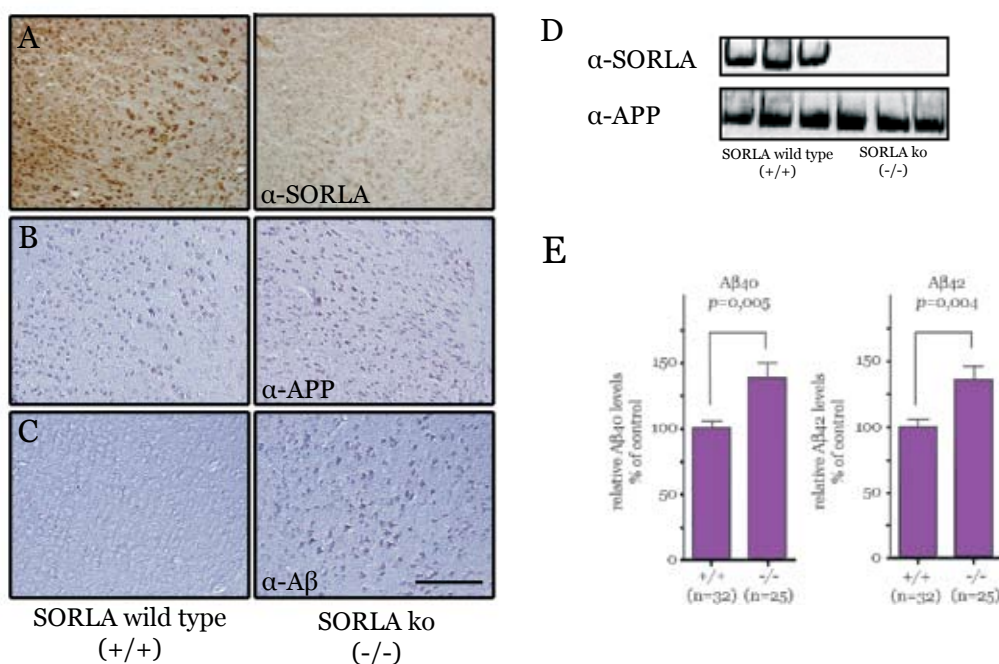 A
α-SORLA
B
α-APP
C
α-Aβ
SORLA wild type
(+/+)
SORLA ko
(-/-)
D
α-SORLA
α-APP
SORLA wild type
(+/+)
SORLA ko
(-/-)
E
Aβ40
p=0,005
relative Aβ40 levels
% of control
150
100
50
0
+/+
(n=32)
-/-
(n=25)
Aβ42
p=0,004
relative Aβ42 levels
% of control
150
100
50
0
+/+
(n=32)
-/-
(n=25)